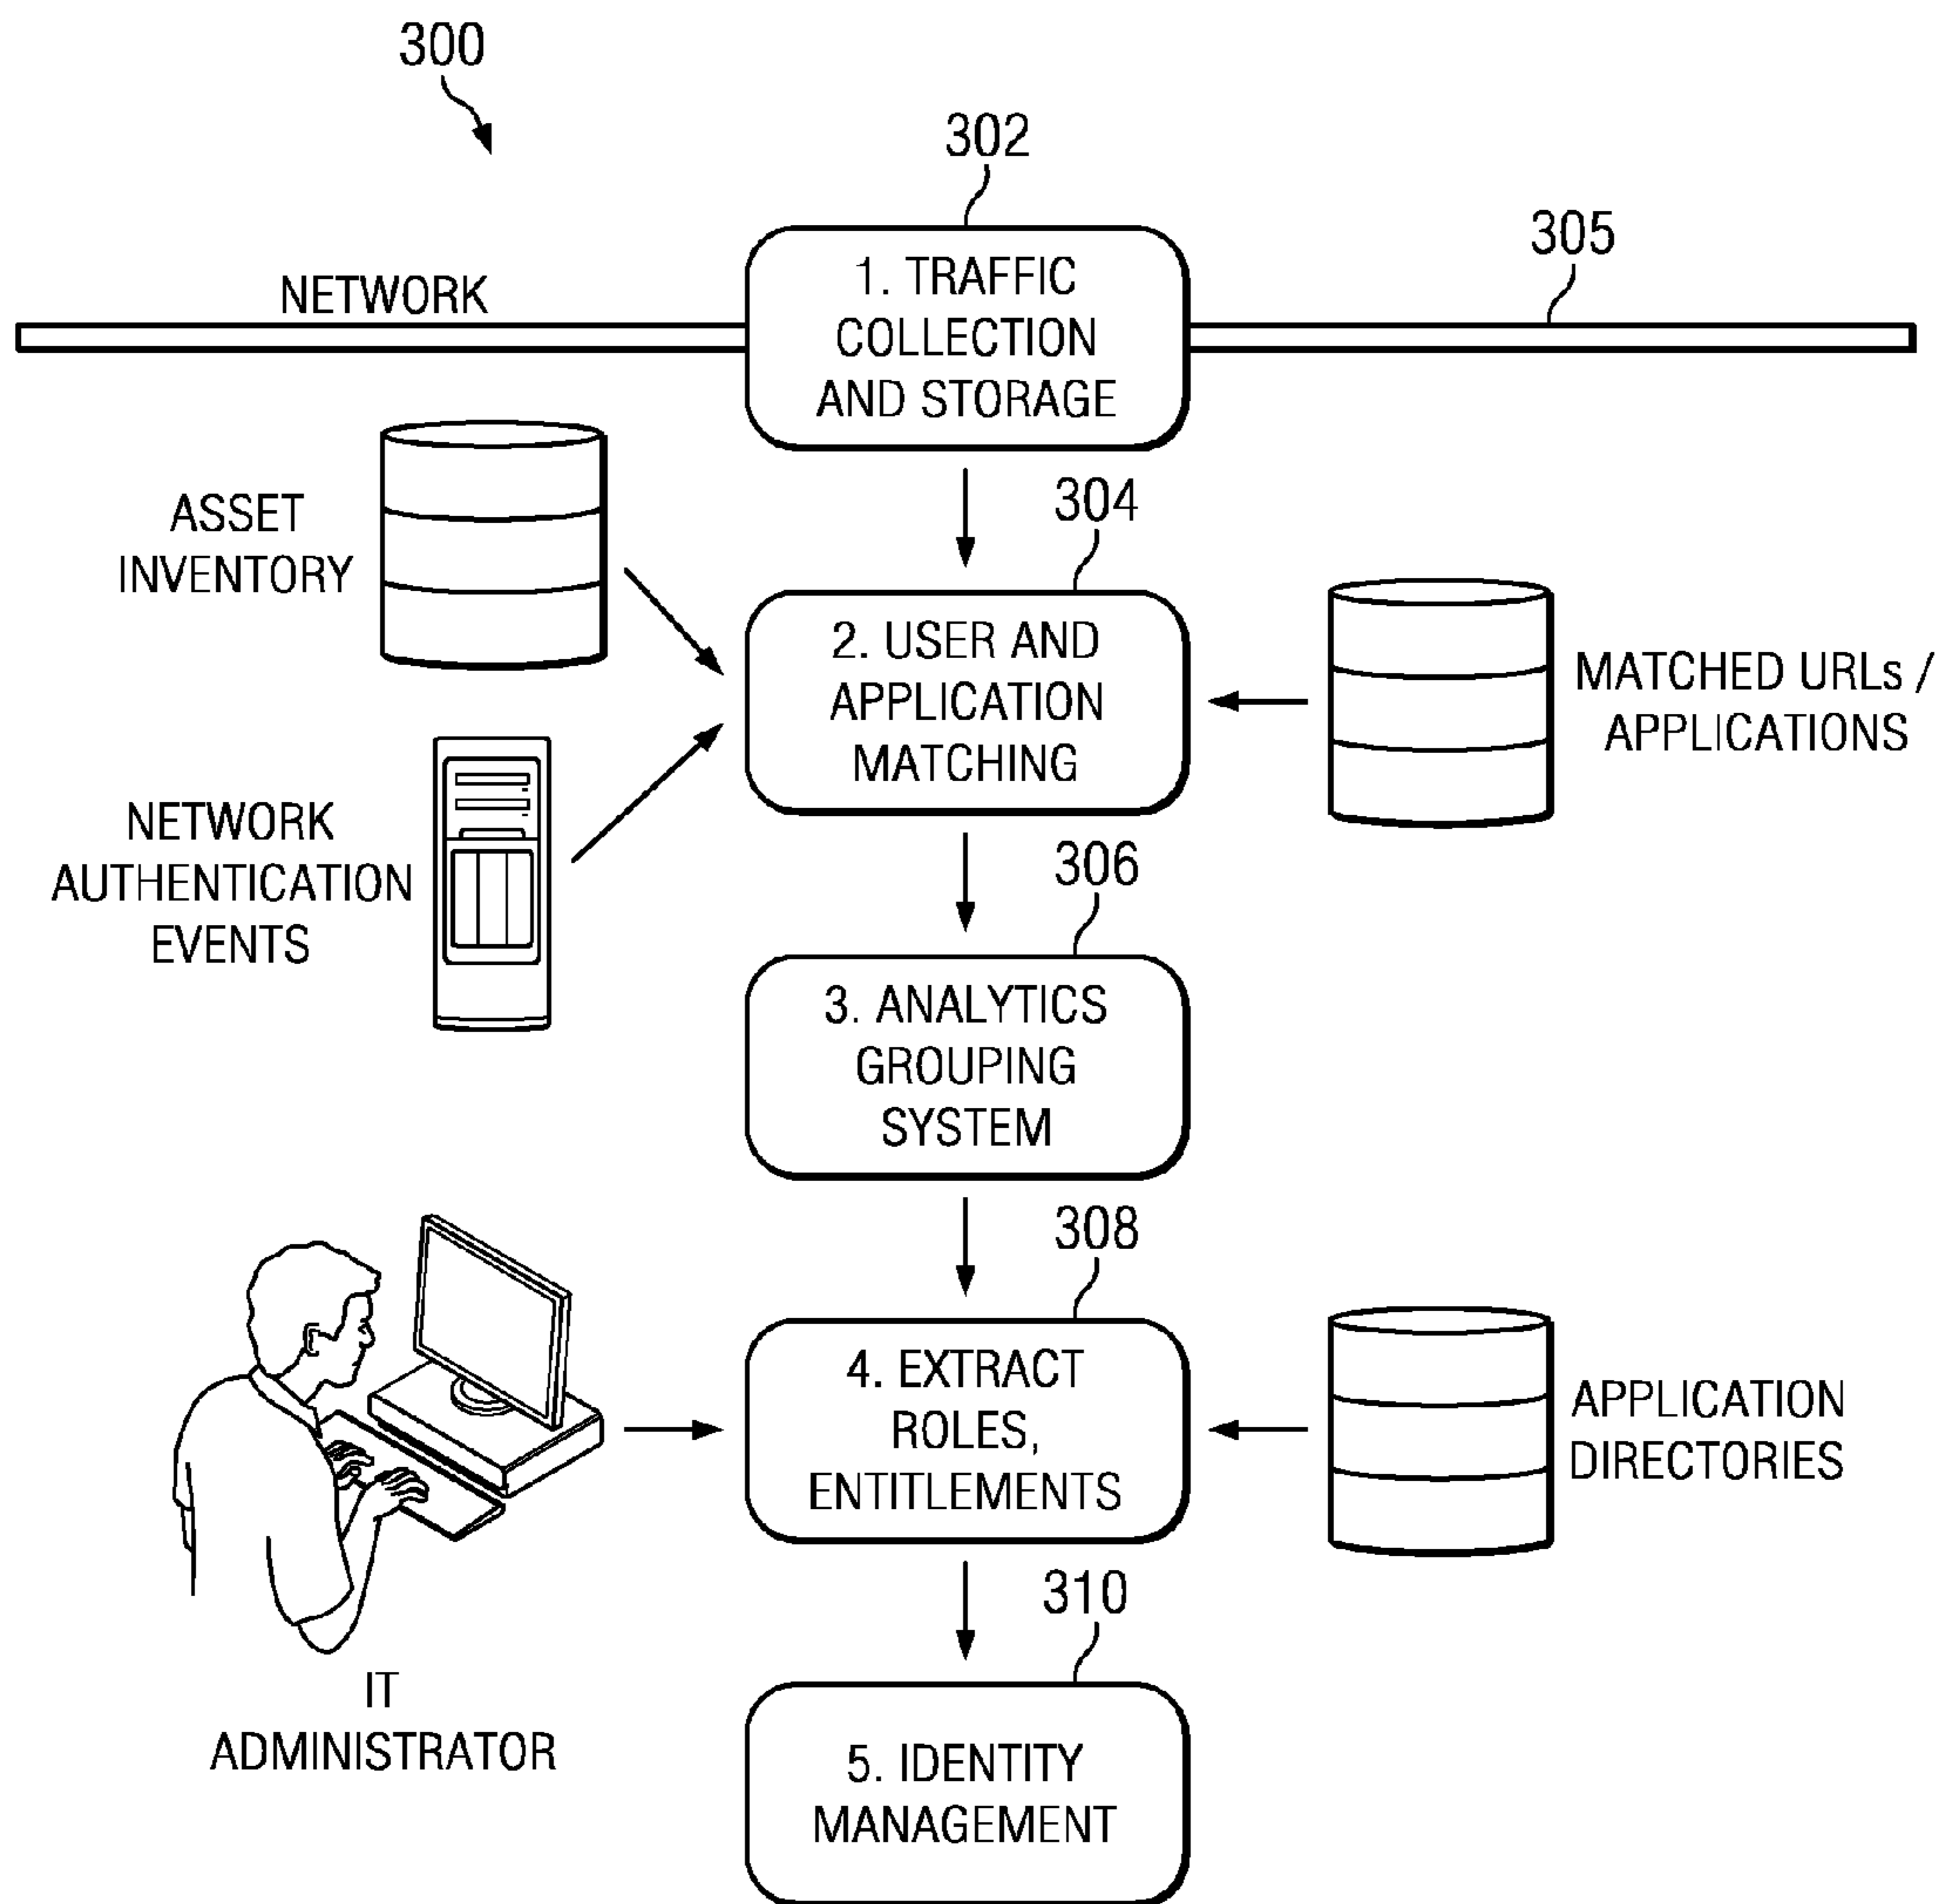 300
302
305
NETWORK
1. TRAFFIC
COLLECTION
AND STORAGE
304
ASSET
INVENTORY
2. USER AND
APPLICATION
MATCHING
MATCHED URLs /
APPLICATIONS
NETWORK
AUTHENTICATION
EVENTS
306
3. ANALYTICS
GROUPING
SYSTEM
308
4. EXTRACT
ROLES,
ENTITLEMENTS
APPLICATION
DIRECTORIES
310
IT
ADMINISTRATOR
5. IDENTITY
MANAGEMENT